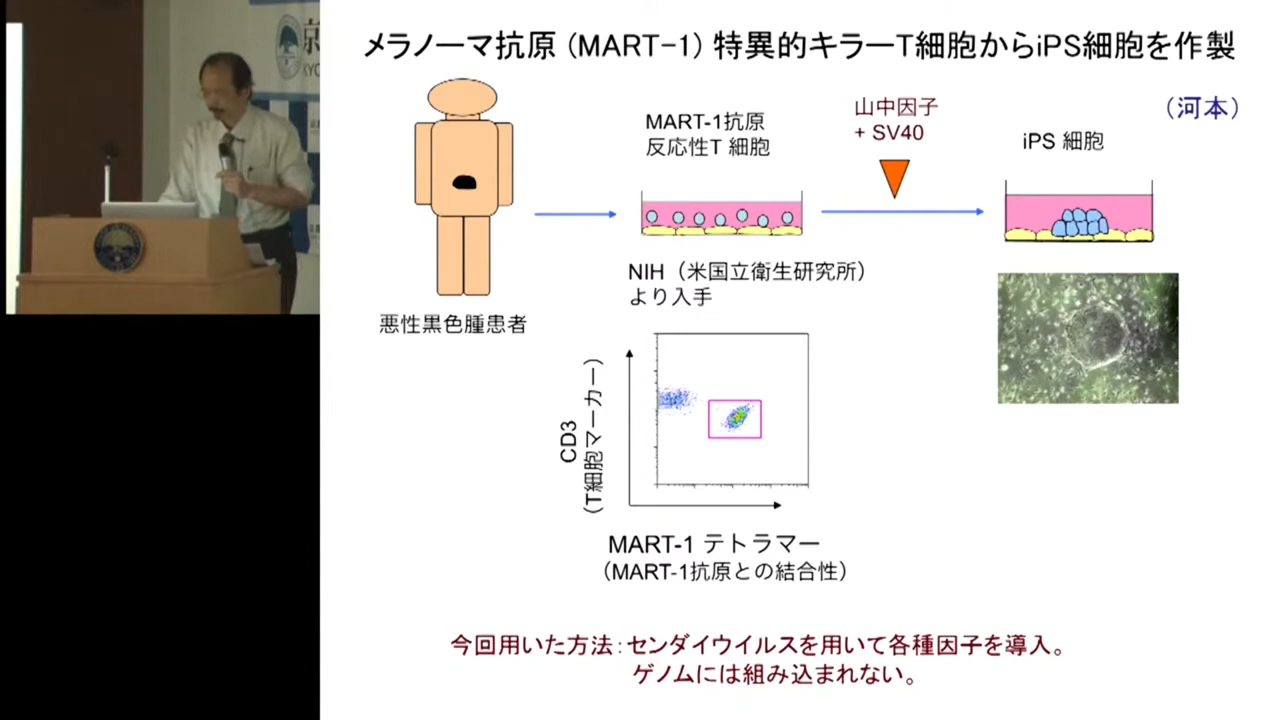 メラノーマ抗原 (MART-1) 特異的キラーT細胞からiPS細胞を作製
(河本)
MART-1抗原
反応性T 細胞
山中因子
+ SV40
iPS 細胞
NIH(米国立衛生研究所)
より入手
悪性黒色腫患者
CD3
(T細胞マーカー)
MART-1 テトラマー
(MART-1抗原との結合性)
今回用いた方法:センダイウイルスを用いて各種因子を導入。
ゲノムには組み込まれない。
京
KYO